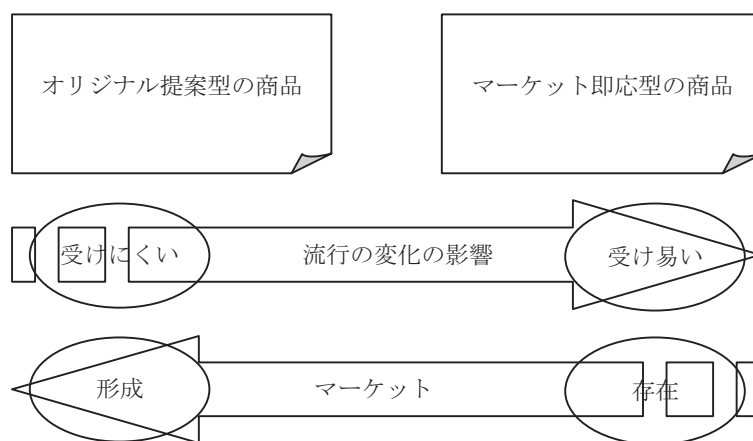 オリジナル提案型の商品
マーケット即応型の商品
受けにくい
流行の変化の影響
受け易い
形成
マーケット
存在